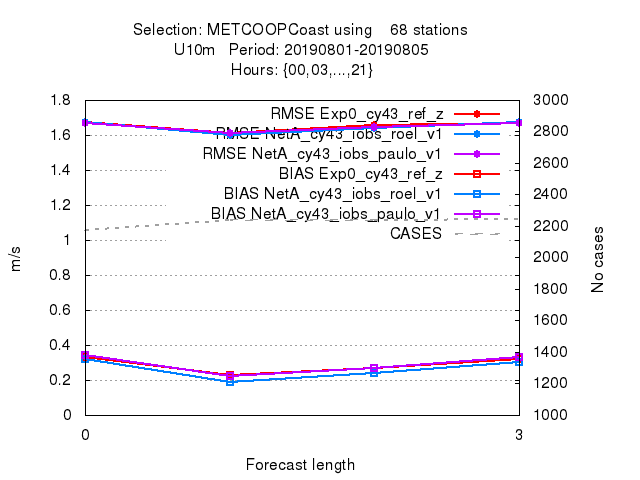 Selection: METCOOPCoast using 68 stations
U10m Period: 20190801-20190805
Hours: {00,03,...,21}
1.8
1.6
1.4
1.2
1
0.8
0.6
0.4
0.2
0
m/s
RMSE Exp0_cy43_ref_z
RMSE NetA_cy43_iobs_roel_v1
RMSE NetA_cy43_iobs_paulo_v1
BIAS Exp0_cy43_ref_z
BIAS NetA_cy43_iobs_roel_v1
BIAS NetA_cy43_iobs_paulo_v1
CASES
3000
2800
2600
2400
2200
2000
1800
1600
1400
1200
1000
No cases
0
3
Forecast length